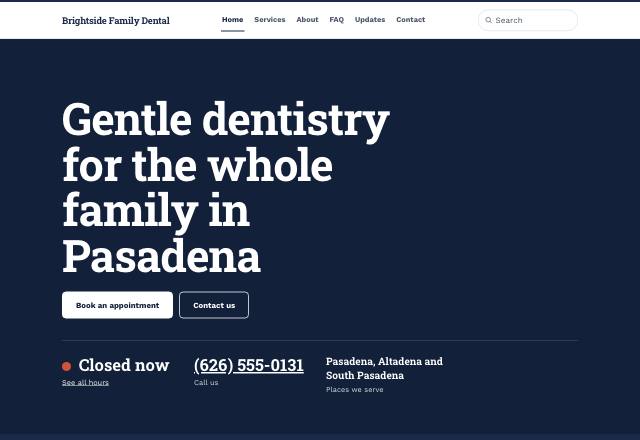 Brightside Family Dental
Home Services About FAQ Updates Contact
Search
Gentle dentistry
for the whole
family in
Pasadena
Book an appointment
Contact us
Closed now
See all hours
(626) 555-0131
Call us
Pasadena, Altadena and
South Pasadena
Places we serve